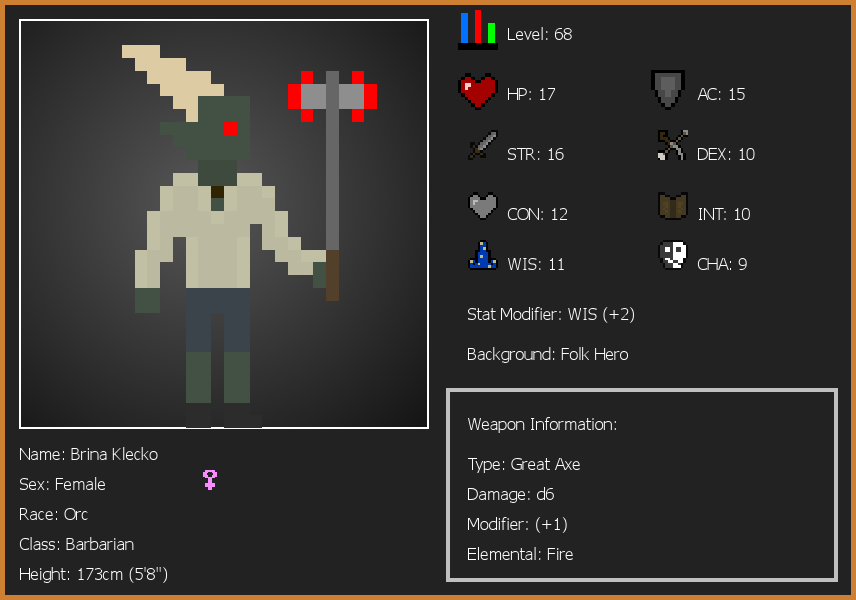 Level: 68
HP: 17
AC: 15
STR: 16
DEX: 10
CON: 12
INT: 10
WIS: 11
CHA: 9
Stat Modifier: WIS (+2)
Background: Folk Hero
Weapon Information:
Type: Great Axe
Damage: d6
Modifier: (+1)
Elemental: Fire
Name: Brina Klecko
Sex: Female
Race: Orc
Class: Barbarian
Height: 173cm (5'8")